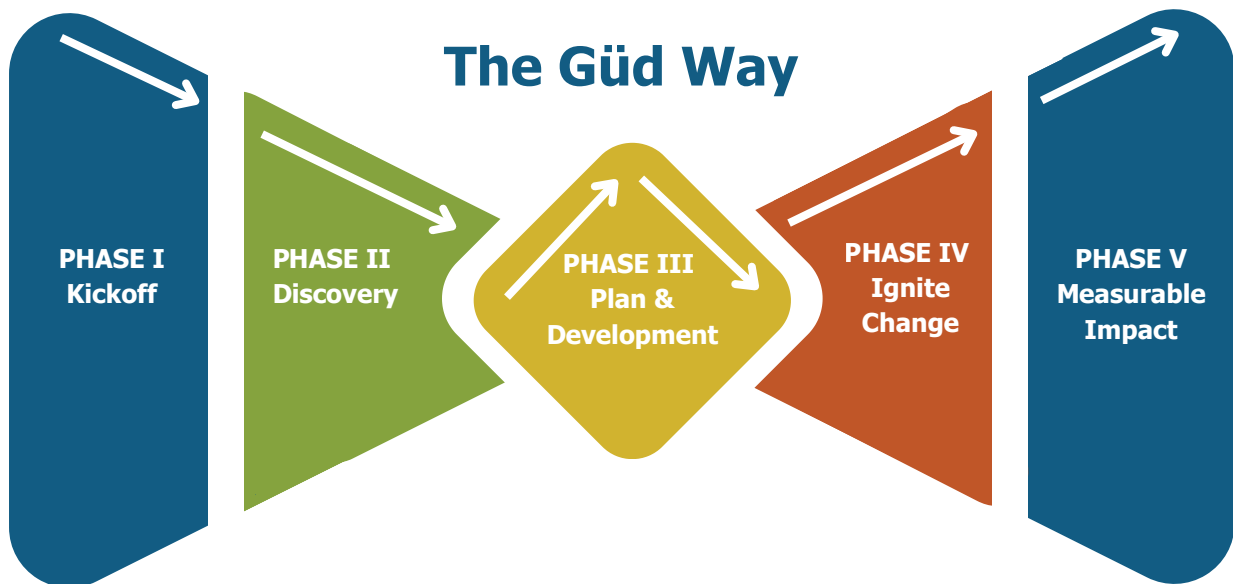 The Güd Way
PHASE I
Kickoff
PHASE II
Discovery
PHASE III
Plan &
Development
PHASE IV
Ignite
Change
PHASE V
Measurable
Impact